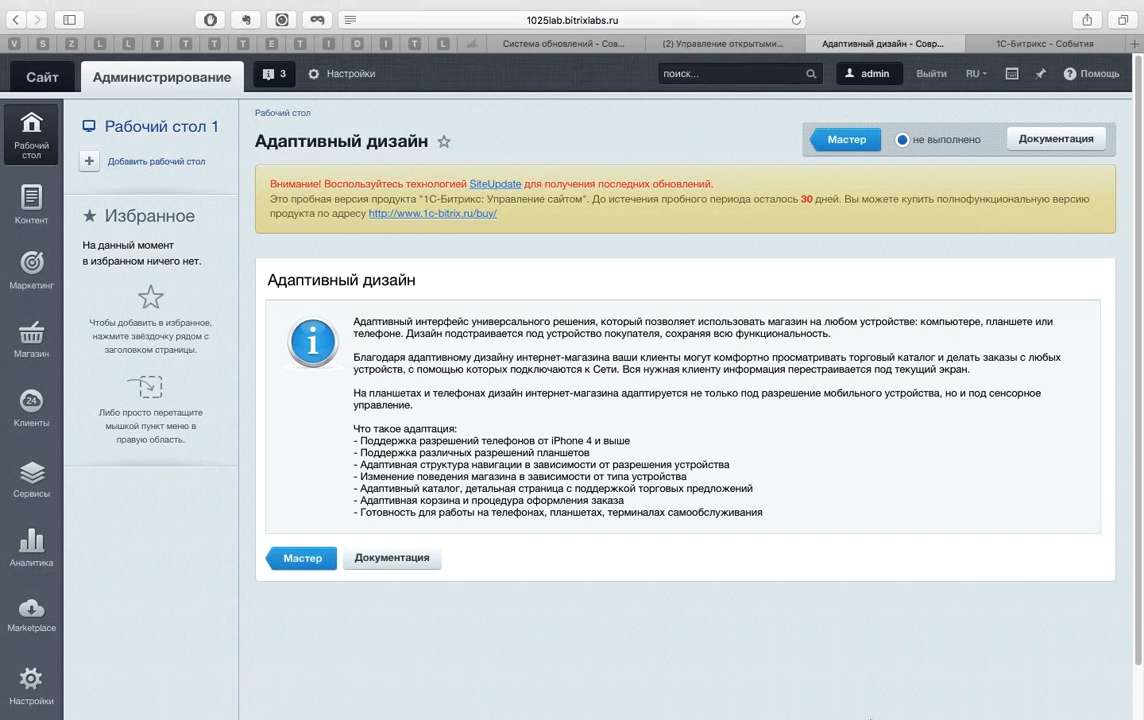 1025lab.bitrixlabs.ru
V S Z L L T T T T E T I D I T L
Система обновлений - Сов...
(2) Управление открытыми...
Адаптивный дизайн - Совр...
1С-Битрикс - События
Сайт
Администрирование
3
Настройки
поиск...
admin
Выйти
RU
Помощь
Рабочий стол
Контент
Маркетинг
Магазин
24
Клиенты
Сервисы
Аналитика
Marketplace
Настройки
Рабочий стол 1
Добавить рабочий стол
Избранное
На данный момент
в избранном ничего нет.
Чтобы добавить в избранное,
нажмите звёздочку рядом с
заголовком страницы.
Либо просто перетащите
мышкой пункт меню в
правую область.
Рабочий стол
Адаптивный дизайн
Мастер
не выполнено
Документация
Внимание! Воспользуйтесь технологией SiteUpdate для получения последних обновлений.
Это пробная версия продукта "1С-Битрикс: Управление сайтом". До истечения пробного периода осталось 30 дней. Вы можете купить полнофункциональную версию
продукта по адресу http://www.1c-bitrix.ru/buy/
Адаптивный дизайн
Адаптивный интерфейс универсального решения, который позволяет использовать магазин на любом устройстве: компьютере, планшете или
телефоне. Дизайн подстраивается под устройство покупателя, сохраняя всю функциональность.
Благодаря адаптивному дизайну интернет-магазина ваши клиенты могут комфортно просматривать торговый каталог и делать заказы с любых
устройств, с помощью которых подключаются к Сети. Вся нужная клиенту информация перестраивается под текущий экран.
На планшетах и телефонах дизайн интернет-магазина адаптируется не только под разрешение мобильного устройства, но и под сенсорное
управление.
Что такое адаптация:
- Поддержка разрешений телефонов от iPhone 4 и выше
- Поддержка различных разрешений планшетов
- Адаптивная структура навигации в зависимости от разрешения устройства
- Изменение поведения магазина в зависимости от типа устройства
- Адаптивный каталог, детальная страница с поддержкой торговых предложений
- Адаптивная корзина и процедура оформления заказа
- Готовность для работы на телефонах, планшетах, терминалах самообслуживания
Мастер
Документация